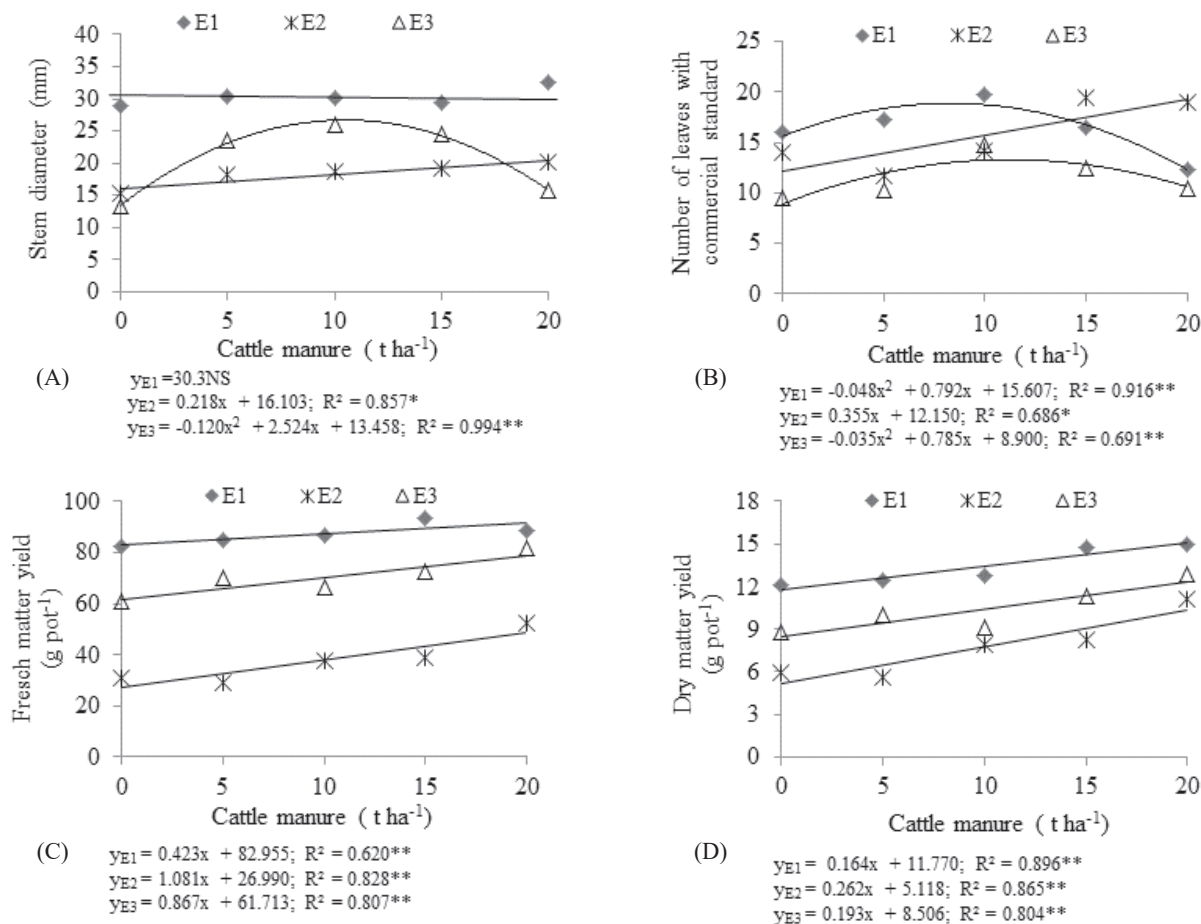 E1 E2 E3
40
35
30
25
20
15
10
5
0
Stem diameter (mm)
0 5 10 15 20
Cattle manure ( t ha⁻¹)
(A)
yE1 =30.3NS
yE2 = 0.218x + 16.103; R² = 0.857*
yE3 = -0.120x² + 2.524x + 13.458; R² = 0.994**
E1 E2 E3
25
20
15
10
5
0
Number of leaves with
commercial standard
0 5 10 15 20
Cattle manure ( t ha⁻¹)
(B)
yE1 = -0.048x² + 0.792x + 15.607; R² = 0.916**
yE2 = 0.355x + 12.150; R² = 0.686*
yE3 = -0.035x² + 0.785x + 8.900; R² = 0.691**
E1 E2 E3
100
80
60
40
20
0
Fresch matter yield
(g pot⁻¹)
0 5 10 15 20
Cattle manure ( t ha⁻¹)
(C)
yE1 = 0.423x + 82.955; R² = 0.620**
yE2 = 1.081x + 26.990; R² = 0.828**
yE3 = 0.867x + 61.713; R² = 0.807**
E1 E2 E3
18
15
12
9
6
3
0
Dry matter yield
(g pot⁻¹)
0 5 10 15 20
Cattle manure ( t ha⁻¹)
(D)
yE1 = 0.164x + 11.770; R² = 0.896**
yE2 = 0.262x + 5.118; R² = 0.865**
yE3 = 0.193x + 8.506; R² = 0.804**